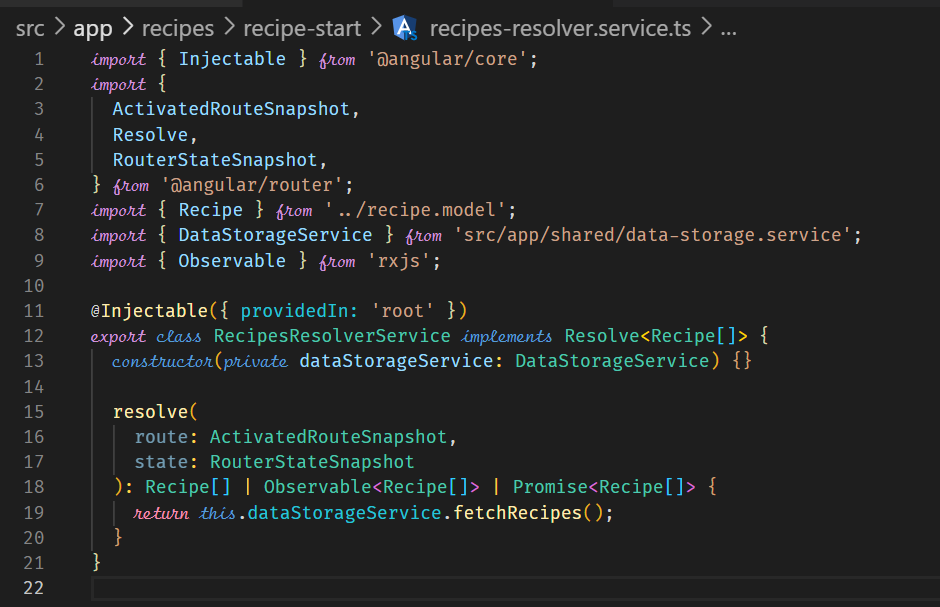 src > app > recipes > recipe-start > recipes-resolver.service.ts > ...
1 import { Injectable } from '@angular/core';
2 import {
3   ActivatedRouteSnapshot,
4   Resolve,
5   RouterStateSnapshot,
6 } from '@angular/router';
7 import { Recipe } from '../recipe.model';
8 import { DataStorageService } from 'src/app/shared/data-storage.service';
9 import { Observable } from 'rxjs';
10
11 @Injectable({ providedIn: 'root' })
12 export class RecipesResolverService implements Resolve<Recipe[]> {
13   constructor(private dataStorageService: DataStorageService) {}
14
15   resolve(
16     route: ActivatedRouteSnapshot,
17     state: RouterStateSnapshot
18   ): Recipe[] | Observable<Recipe[]> | Promise<Recipe[]> {
19     return this.dataStorageService.fetchRecipes();
20   }
21 }
22